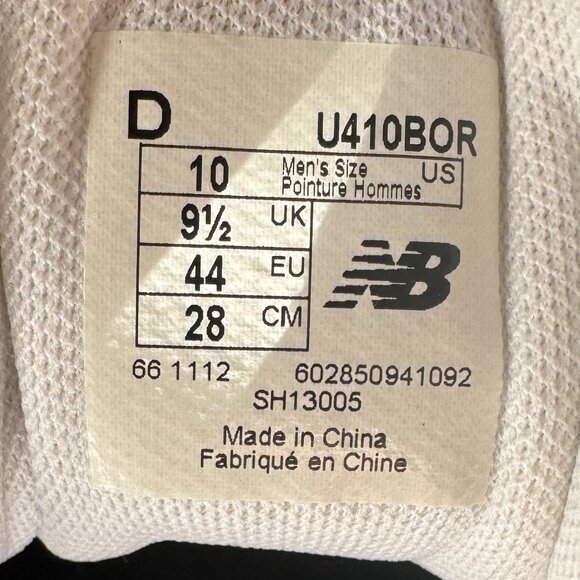 D U410BOR
10 Men's Size US
Pointure Hommes
9½ UK
44 EU
28 CM
NB
66 1112 602850941092
SH13005
Made in China
Fabriqué en Chine